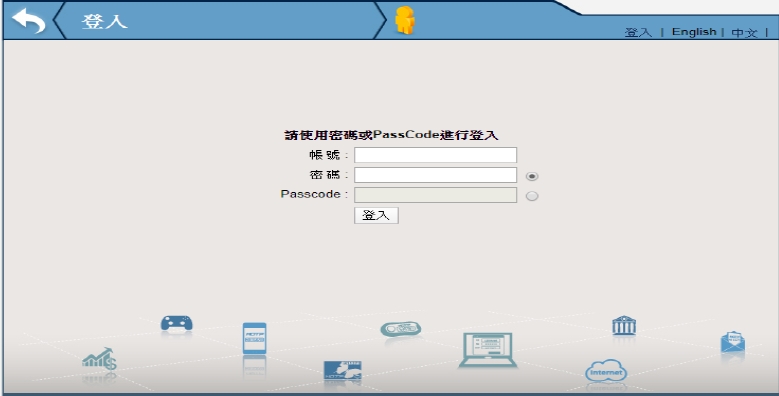 登入
登入 | English | 中文 |
請使用密碼或PassCode進行登入
帳號 :
密碼 :
Passcode :
登入
Internet